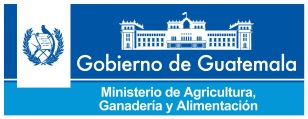 Gobierno de Guatemala
Ministerio de Agricultura,
Ganadería y Alimentación